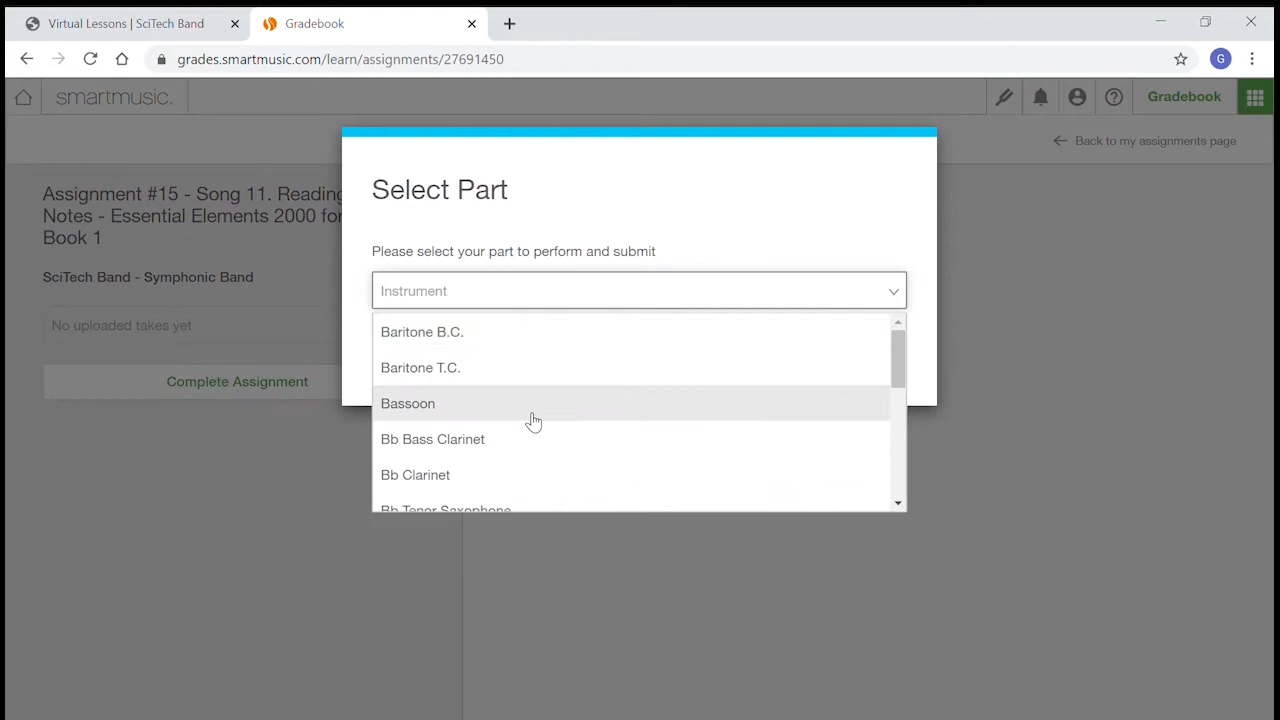 Virtual Lessons | SciTech Band
Gradebook
grades.smartmusic.com/learn/assignments/27691450
G
smartmusic.
Gradebook
Back to my assignments page
Assignment #15 - Song 11. Reading
Notes - Essential Elements 2000 for
Book 1
SciTech Band - Symphonic Band
No uploaded takes yet
Complete Assignment
Select Part
Please select your part to perform and submit
Instrument
Baritone B.C.
Baritone T.C.
Bassoon
Bb Bass Clarinet
Bb Clarinet
Bb Tenor Saxophone